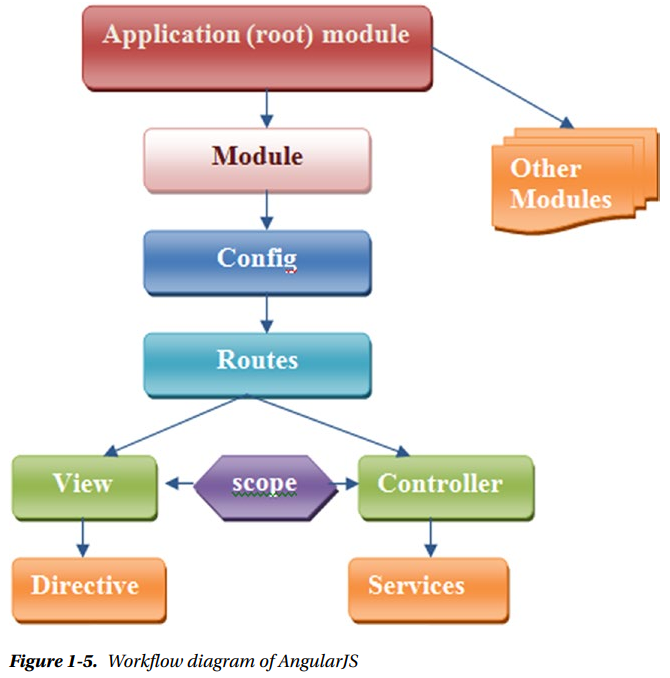 Application (root) module
Module
Other
Modules
Config
Routes
View
scope
Controller
Directive
Services
Figure 1-5. Workflow diagram of AngularJS